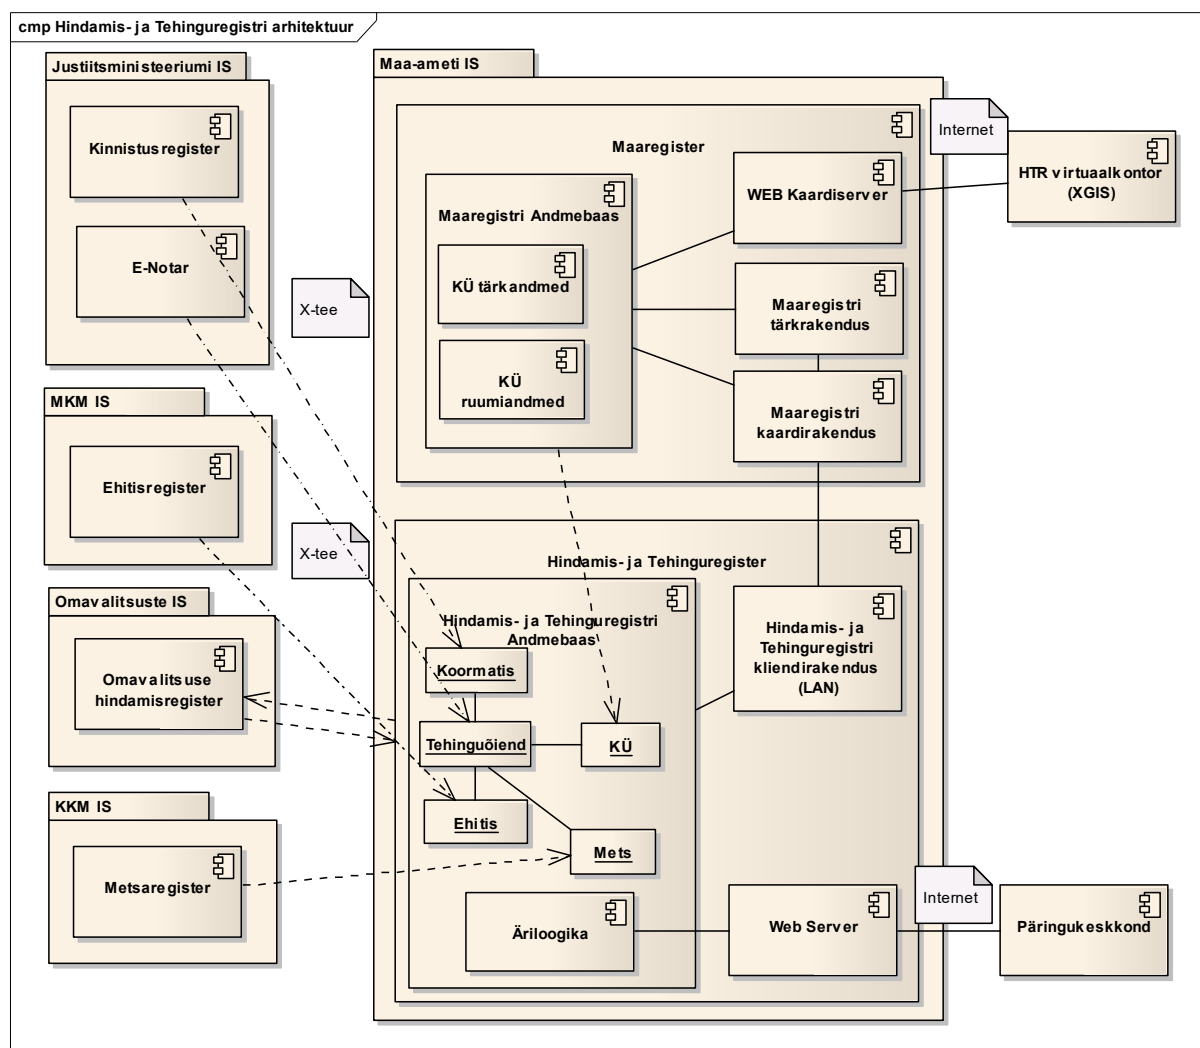 cmp Hindamis- ja Tehinguregistri arhitektuur
Justiitsministeeriumi IS
Kinnistusregister
E-Notar
MKM IS
Ehitisregister
Omavalitsuste IS
Omavalitsuse
hindamisregister
KKM IS
Metsaregister
X-tee
X-tee
Maa-ameti IS
Maaregister
Maaregistri Andmebaas
KÜ tärkandmed
KÜ
ruumiandmed
WEB Kaardiserver
Maaregistri
tärkrakendus
Maaregistri
kaardirakendus
Internet
HTR virtuaalkontor
(XGIS)
Hindamis- ja Tehinguregister
Hindamis- ja Tehinguregistri
Andmebaas
Koormatis
Tehinguõiend
KÜ
Ehitis
Mets
Äriloogika
Hindamis- ja
Tehinguregistri
kliendirakendus
(LAN)
Web Server
Internet
Päringukeskkond